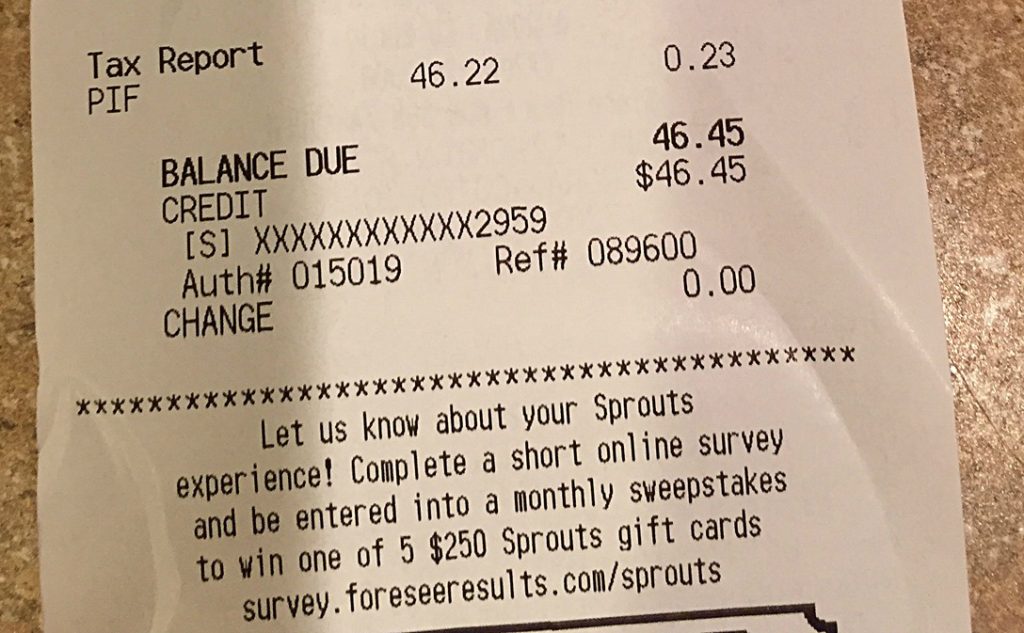 Tax Report
PIF 46.22 0.23
BALANCE DUE 46.45
CREDIT $46.45
[S] XXXXXXXXXXXX2959
Auth# 015019 Ref# 089600
CHANGE 0.00
*******************************************
Let us know about your Sprouts
experience! Complete a short online survey
and be entered into a monthly sweepstakes
to win one of 5 $250 Sprouts gift cards
survey.foreseeresults.com/sprouts